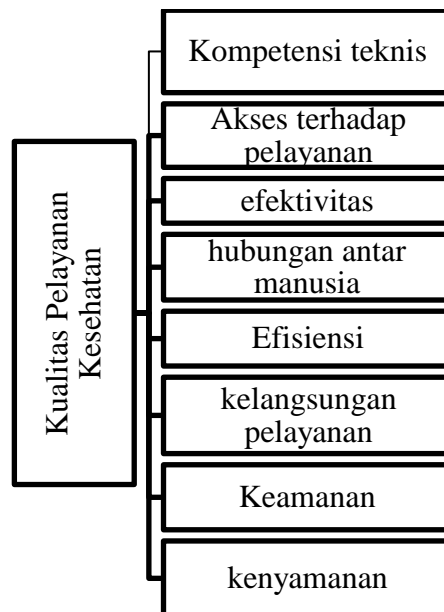 Kualitas Pelayanan
Kesehatan
Kompetensi teknis
Akses terhadap
pelayanan
efektivitas
hubungan antar
manusia
Efisiensi
kelangsungan
pelayanan
Keamanan
kenyamanan